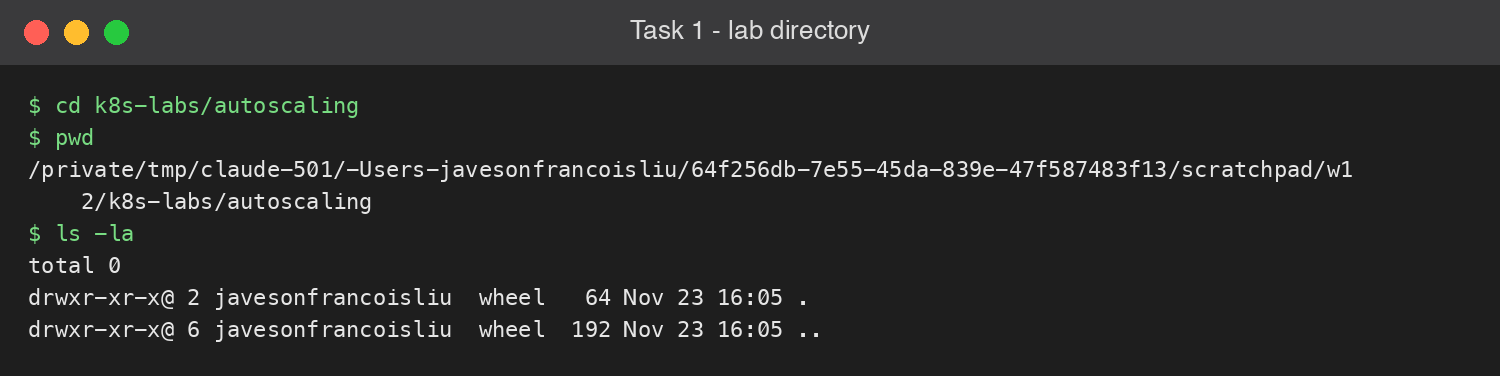 Task 1 - lab directory
$ cd k8s-labs/autoscaling
$ pwd
/private/tmp/claude-501/-Users-javesonfrancoisliu/64f256db-7e55-45da-839e-47f587483f13/scratchpad/w1
2/k8s-labs/autoscaling
$ ls -la
total 0
drwxr-xr-x@ 2 javesonfrancoisliu  wheel   64 Nov 23 16:05 .
drwxr-xr-x@ 6 javesonfrancoisliu  wheel  192 Nov 23 16:05 ..